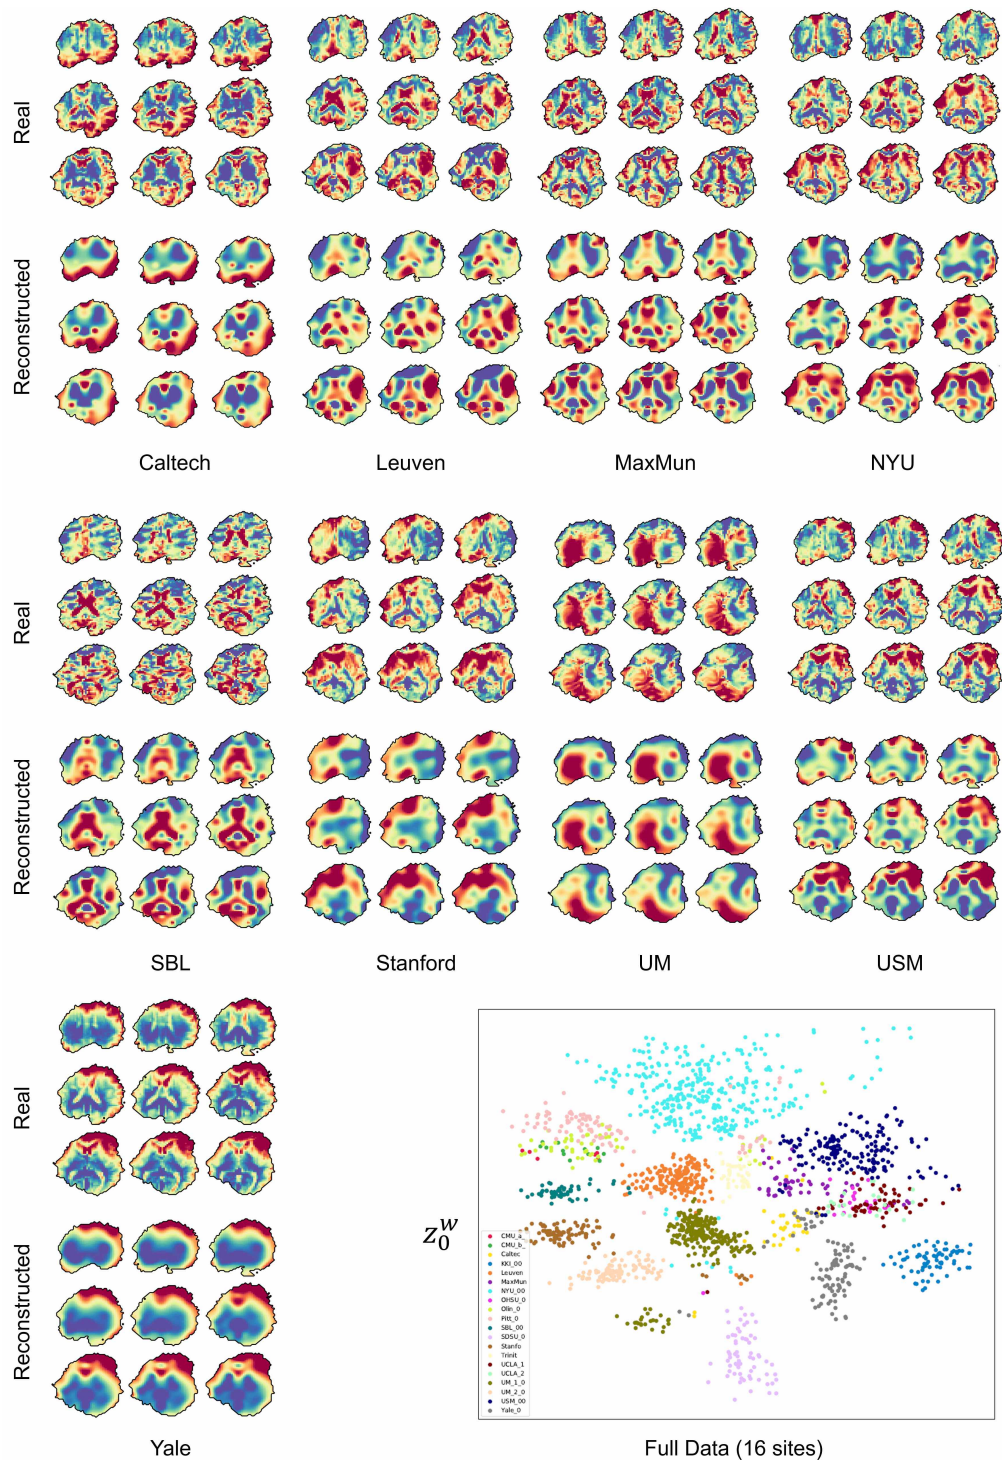 Real
Reconstructed
Caltech
Leuven
MaxMun
NYU
Real
Reconstructed
SBL
Stanford
UM
USM
Real
Reconstructed
Yale
z_0^w
CMU_a_
CMU_b_
Caltec
KKI_00
Leuven
MaxMun
NYU_00
OHSU_0
Olin_0
Pitt_0
SBL_00
SDSU_0
Stanfo
Trinit
UCLA_1
UCLA_2
UM_1_0
UM_2_0
USM_00
Yale_0
Full Data (16 sites)